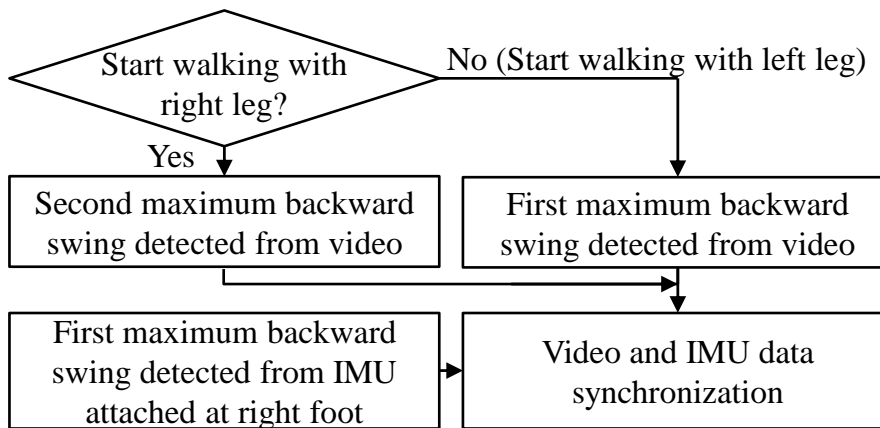 Start walking with
right leg?
No (Start walking with left leg)
Yes
Second maximum backward
swing detected from video
First maximum backward
swing detected from video
First maximum backward
swing detected from IMU
attached at right foot
Video and IMU data
synchronization